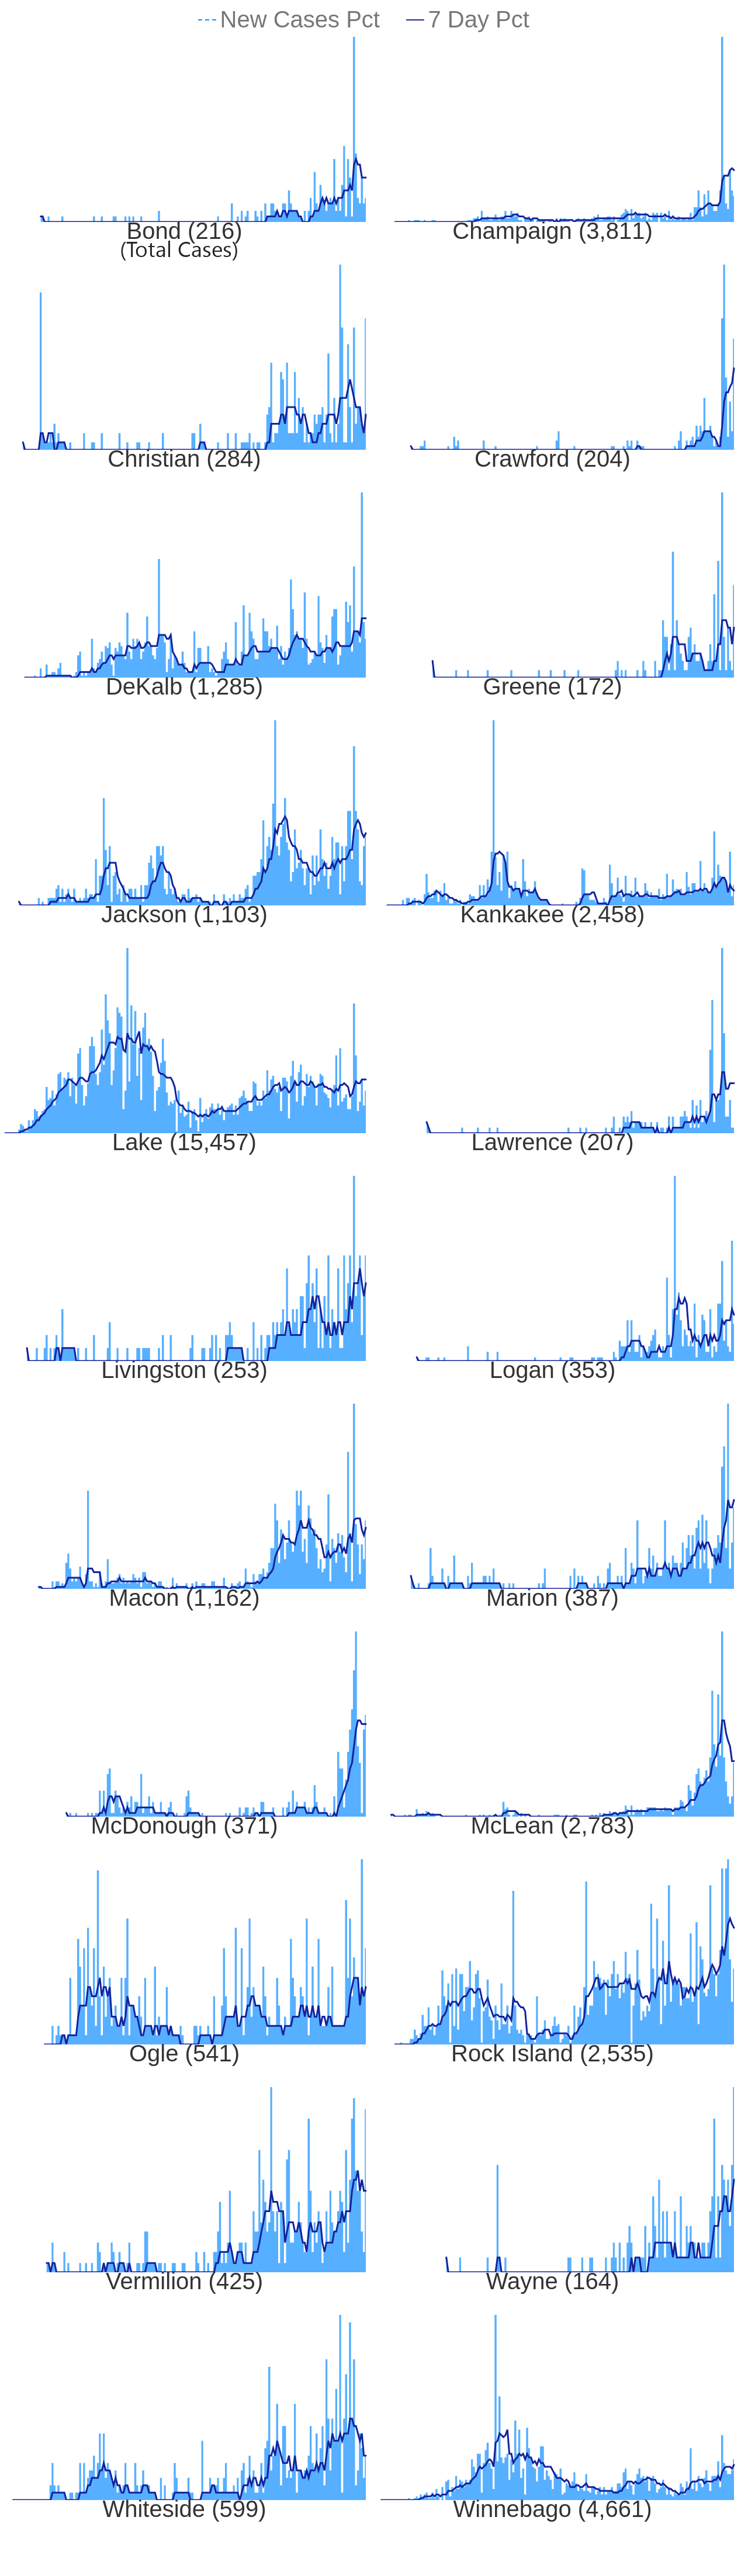 New Cases Pct 7 Day Pct
Bond (216) Champaign (3,811)
(Total Cases)
Christian (284) Crawford (204)
DeKalb (1,285) Greene (172)
Jackson (1,103) Kankakee (2,458)
Lake (15,457) Lawrence (207)
Livingston (253) Logan (353)
Macon (1,162) Marion (387)
McDonough (371) McLean (2,783)
Ogle (541) Rock Island (2,535)
Vermilion (425) Wayne (164)
Whiteside (599) Winnebago (4,661)